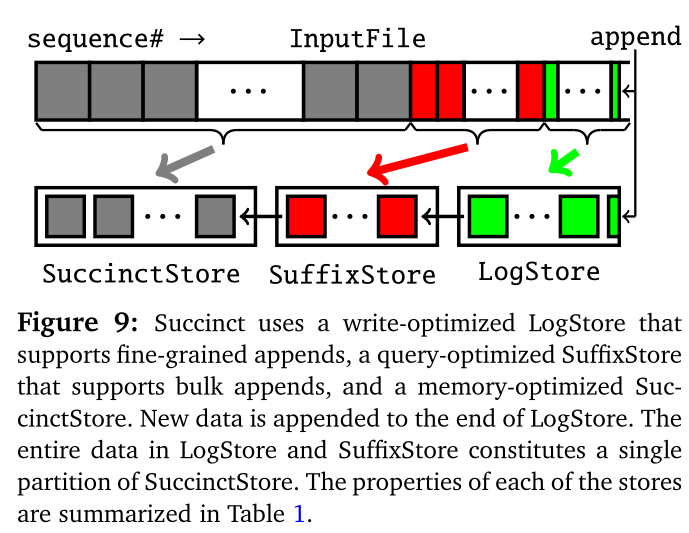 sequence# → InputFile append
···
···
···
···
···
···
SuccinctStore SuffixStore LogStore
Figure 9: Succinct uses a write-optimized LogStore that
supports fine-grained appends, a query-optimized SuffixStore
that supports bulk appends, and a memory-optimized Suc-
cinctStore. New data is appended to the end of LogStore. The
entire data in LogStore and SuffixStore constitutes a single
partition of SuccinctStore. The properties of each of the stores
are summarized in Table 1.